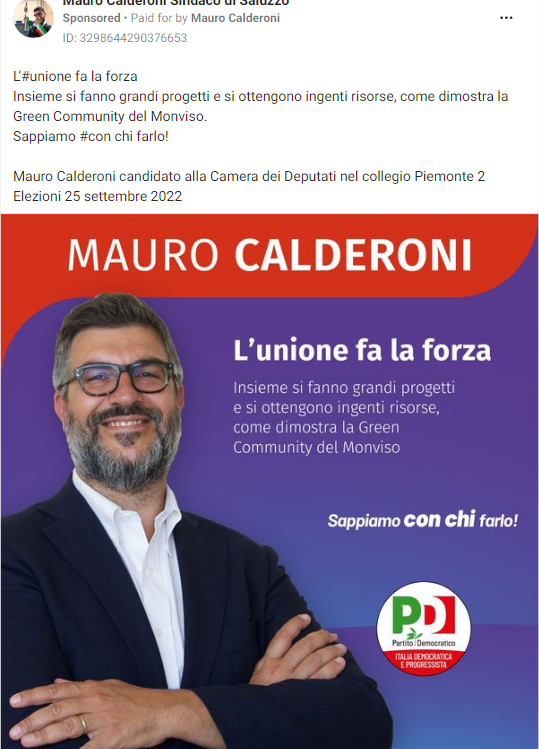 Mauro Calderoni Sindaco di Saluzzo
Sponsored • Paid for by Mauro Calderoni
ID: 3298644290376653
L'#unione fa la forza
Insieme si fanno grandi progetti e si ottengono ingenti risorse, come dimostra la
Green Community del Monviso.
Sappiamo #con chi farlo!
Mauro Calderoni candidato alla Camera dei Deputati nel collegio Piemonte 2
Elezioni 25 settembre 2022
MAURO CALDERONI
L'unione fa la forza
Insieme si fanno grandi progetti
e si ottengono ingenti risorse,
come dimostra la Green
Community del Monviso
Sappiamo con chi farlo!
PD
Partito Democratico
ITALIA DEMOCRATICA
E PROGRESSISTA